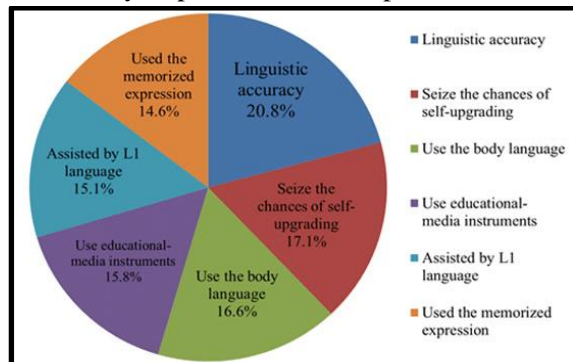 Used the
memorized
expression
14.6%
Linguistic
accuracy
20.8%
Assisted by L1
language
15.1%
Seize the
chances of self-
upgrading
17.1%
Use educational-
media instruments
15.8%
Use the body
language
16.6%
Linguistic accuracy
Seize the chances of
self-upgrading
Use the body language
Use educational-
media instruments
Assisted by L1
language
Used the memorized
expression